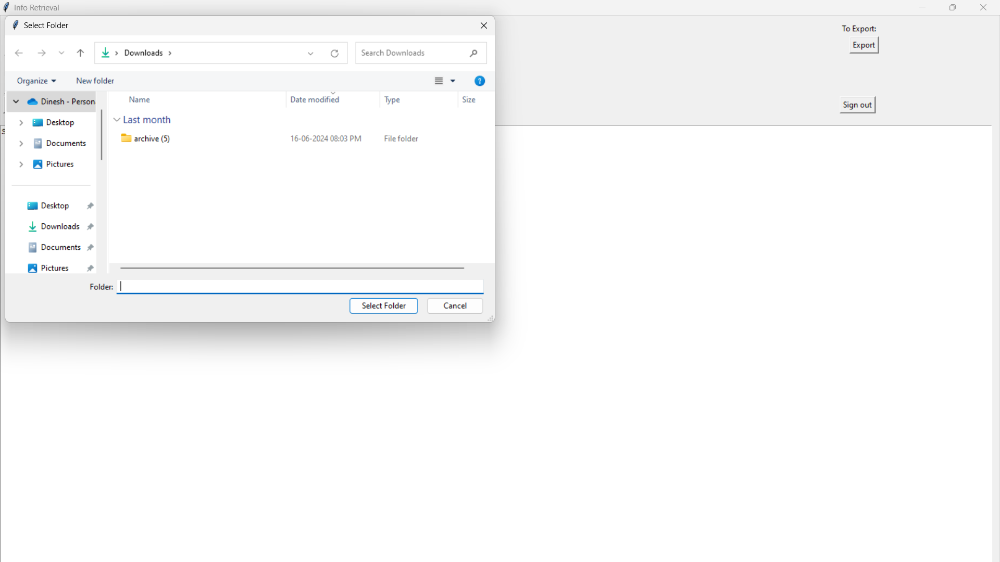 Info Retrieval
Select Folder
To Export:
Export
Downloads
Search Downloads
Organize
New folder
?
Dinesh - Person
Name
Date modified
Type
Size
Sign out
Desktop
Last month
Documents
archive (5)
16-06-2024 08:03 PM
File folder
Pictures
Desktop
Downloads
Documents
Pictures
Folder:
Select Folder
Cancel